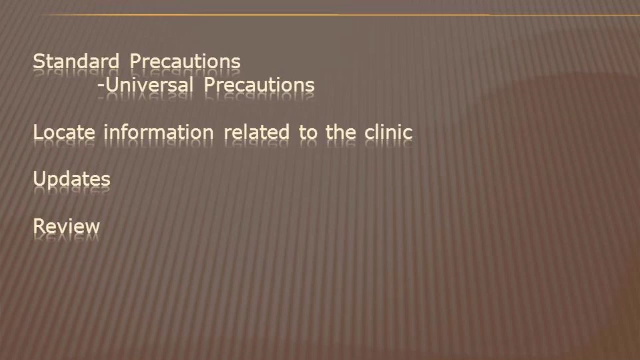 Standard Precautions
-Universal Precautions
Locate information related to the clinic
Updates
Review